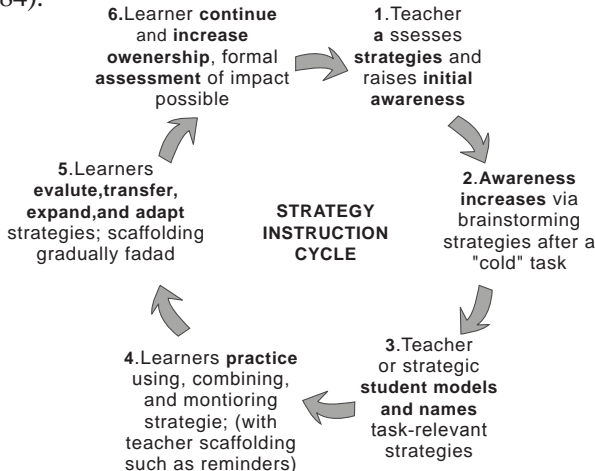 84).
6.Learner continue
and increase
owenership, formal
assessment of impact
possible
1.Teacher
a ssesses
strategies and
raises initial
awareness
2.Awareness
increases via
brainstorming
strategies after a
"cold" task
3.Teacher
or strategic
student models
and names
task-relevant
strategies
4.Learners practice
using, combining,
and montioring
strategie; (with
teacher scaffolding
such as reminders)
5.Learners
evalute,transfer,
expand,and adapt
strategies; scaffolding
gradually fadad
STRATEGY
INSTRUCTION
CYCLE